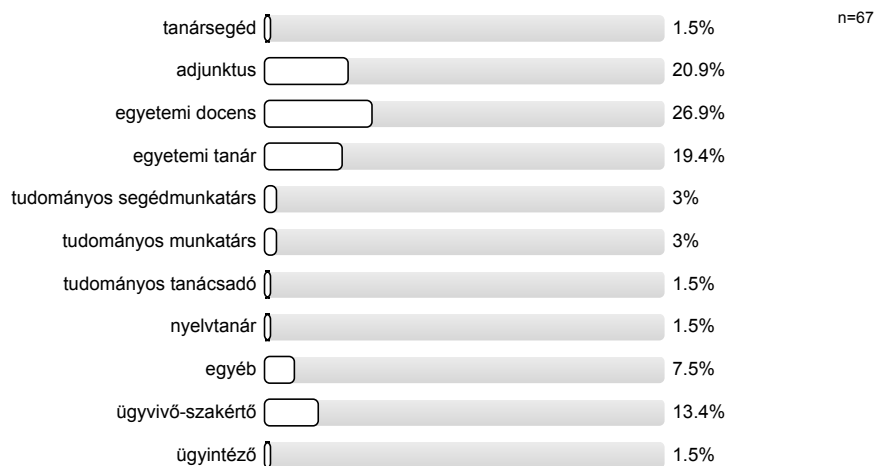 n=67
tanársegéd 1.5%
adjunktus 20.9%
egyetemi docens 26.9%
egyetemi tanár 19.4%
tudományos segédmunkatárs 3%
tudományos munkatárs 3%
tudományos tanácsadó 1.5%
nyelvtanár 1.5%
egyéb 7.5%
ügyvivő-szakértő 13.4%
ügyintéző 1.5%